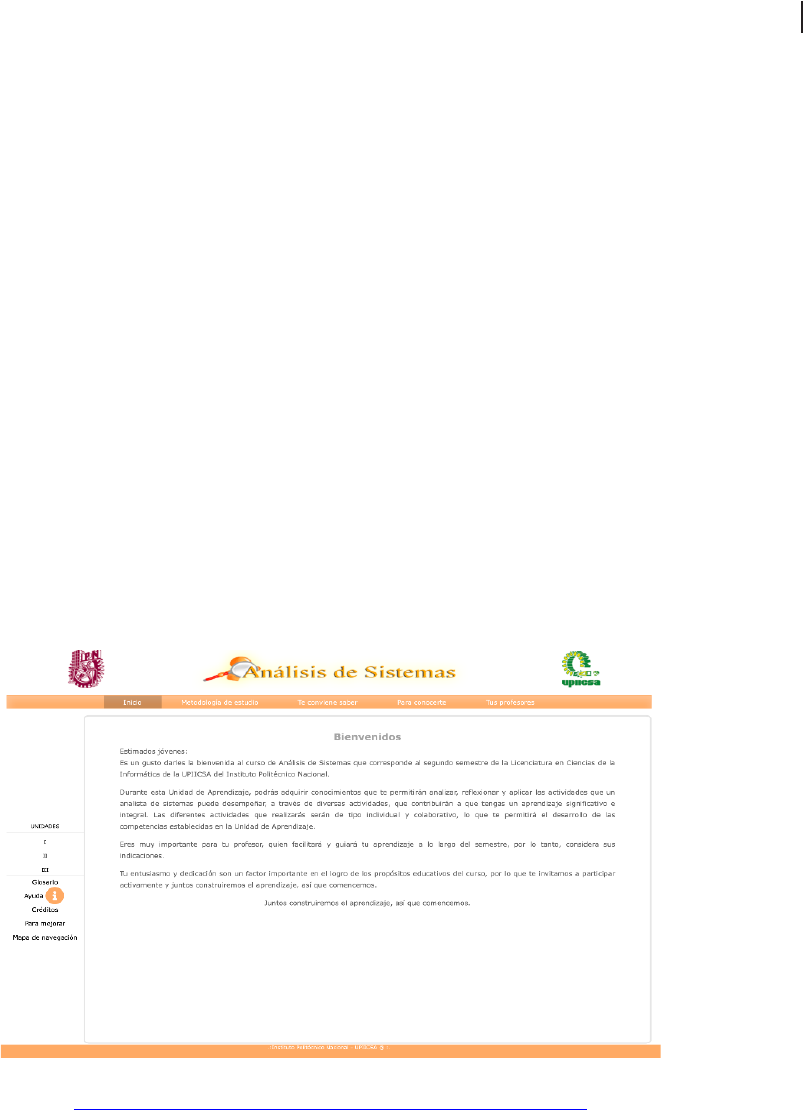 IPN
Análisis de Sistemas
upiicsa
Inicio Metodología de estudio Te conviene saber Para conocerte Tus profesores
Bienvenidos
Estimados jóvenes:
Es un gusto darles la bienvenida al curso de Análisis de Sistemas que corresponde al segundo semestre de la Licenciatura en Ciencias de la
Informática de la UPIICSA del Instituto Politécnico Nacional.
Durante esta Unidad de Aprendizaje, podrás adquirir conocimientos que te permitirán analizar, reflexionar y aplicar las actividades que un
analista de sistemas puede desempeñar, a través de diversas actividades, que contribuirán a que tengas un aprendizaje significativo e
integral. Las diferentes actividades que realizarás serán de tipo individual y colaborativo, lo que te permitirá el desarrollo de las
competencias establecidas en la Unidad de Aprendizaje.
Eres muy importante para tu profesor, quien facilitará y guiará tu aprendizaje a lo largo del semestre, por lo tanto, considera sus
indicaciones.
Tu entusiasmo y dedicación son un factor importante en el logro de los propósitos educativos del curso, por lo que te invitamos a participar
activamente y juntos construiremos el aprendizaje, así que comencemos.
Juntos construiremos el aprendizaje, así que comencemos.
UNIDADES
I
II
III
Glosario
Ayuda i
Créditos
Para mejorar
Mapa de navegación
Instituto Politécnico Nacional - UPIICSA